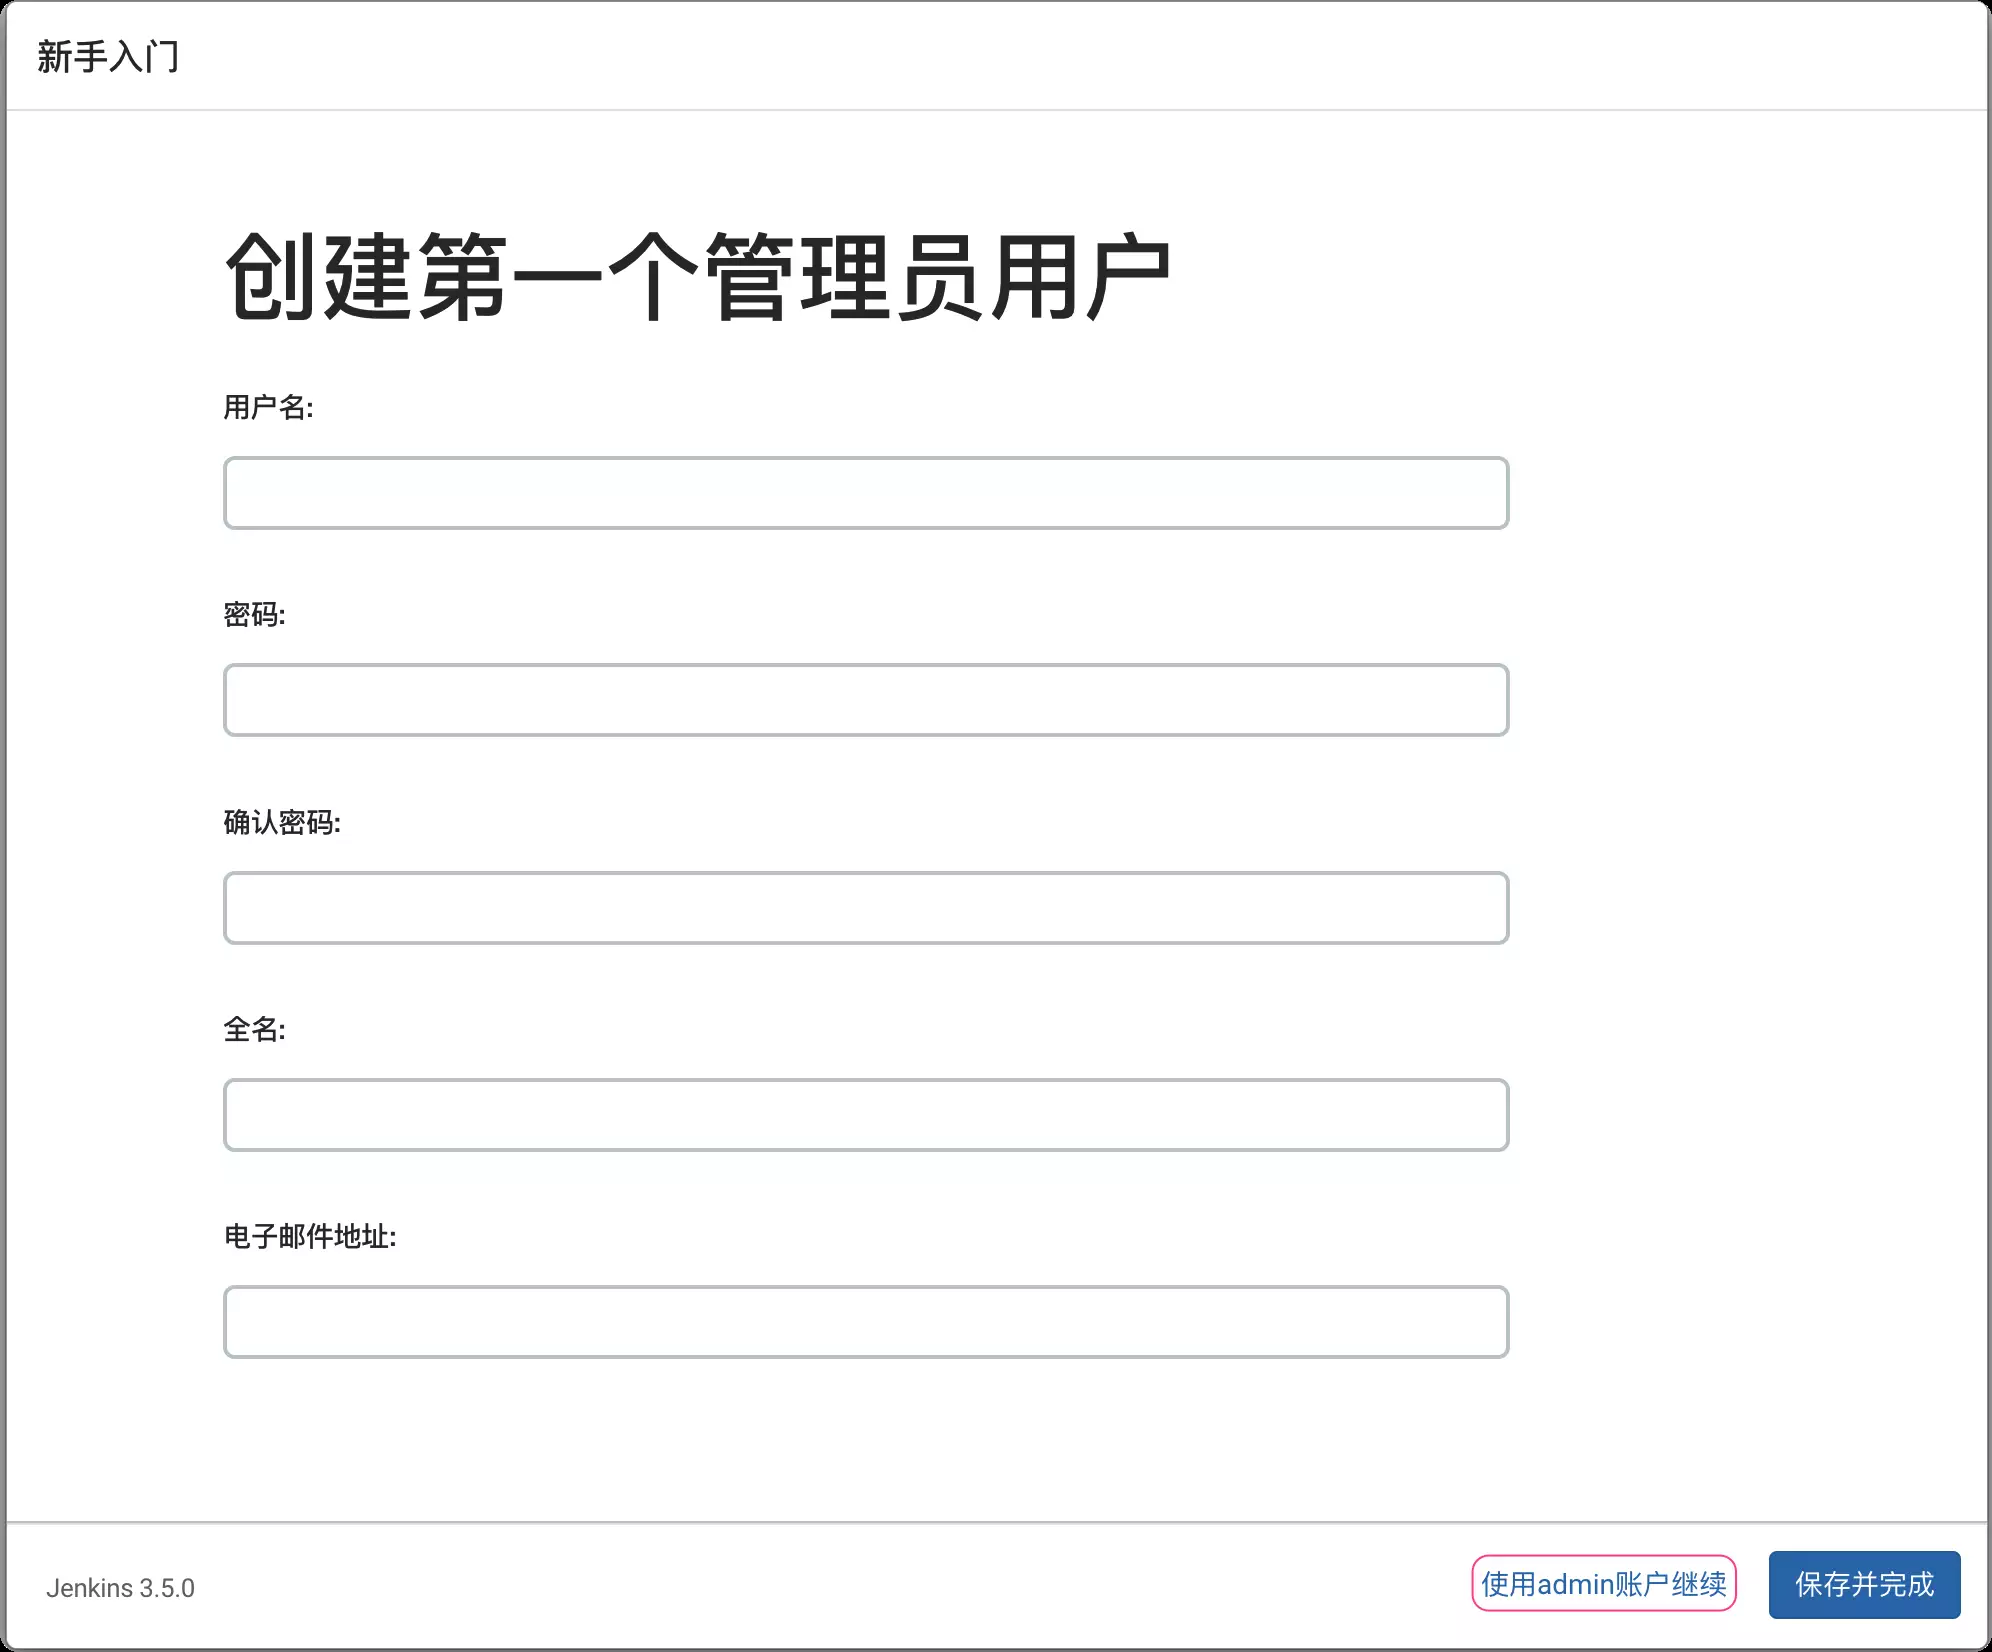 新手入门
创建第一个管理员用户
用户名:
密码:
确认密码:
全名:
电子邮件地址:
Jenkins 3.5.0
使用admin账户继续
保存并完成